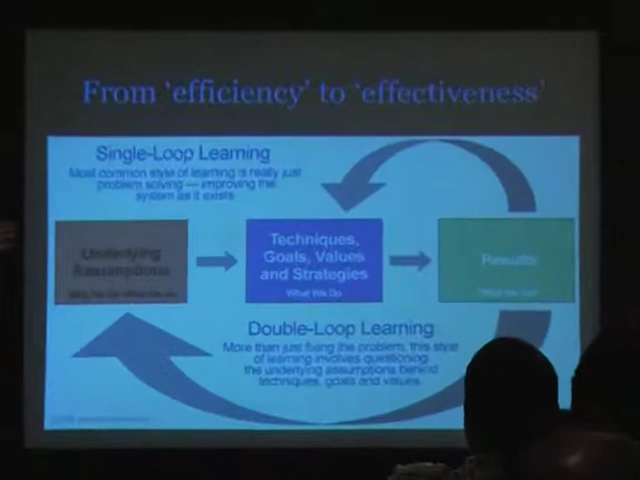 From 'efficiency' to 'effectiveness'
Single-Loop Learning
Most common style of learning is really just
problem solving — improving the
system as it exists
Underlying
Assumptions
Techniques,
Goals, Values
and Strategies
What We Do
Results
What We Get
Double-Loop Learning
More than just fixing the problem, this style
of learning involves questioning
the underlying assumptions behind
techniques, goals and values